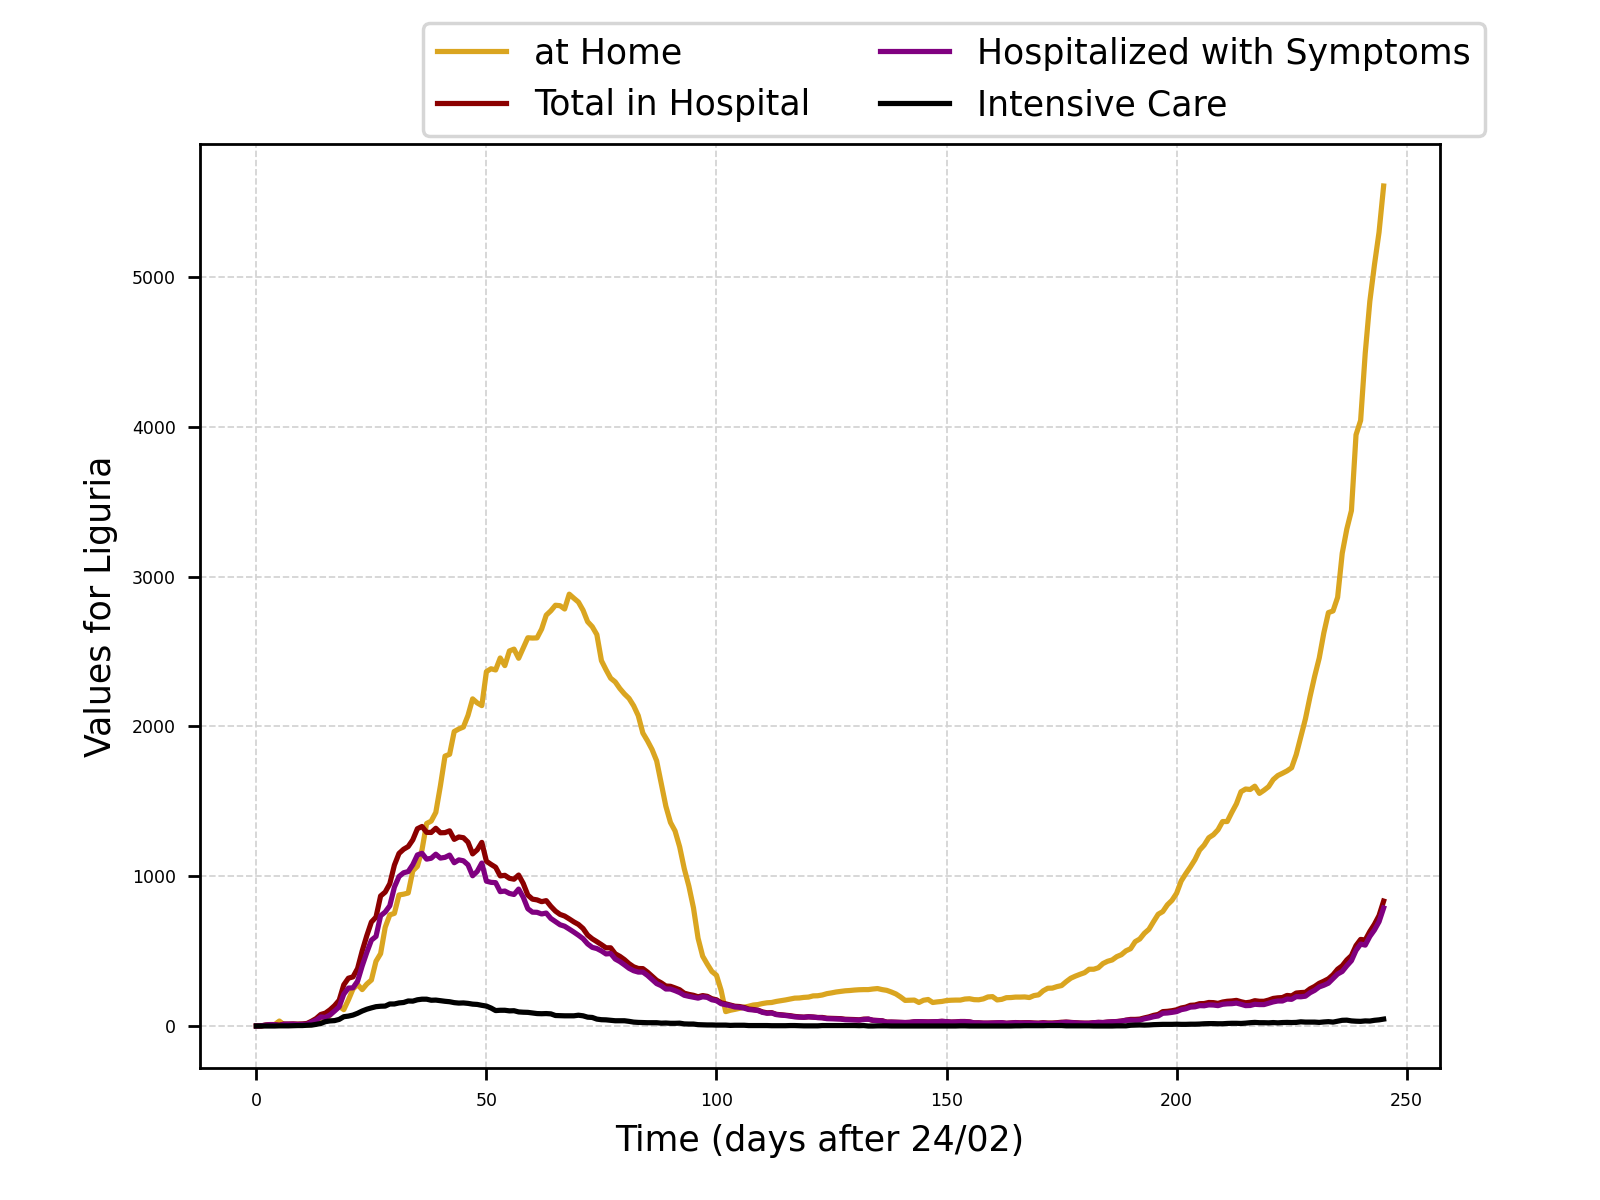 at Home
Total in Hospital
Hospitalized with Symptoms
Intensive Care
Values for Liguria
5000
4000
3000
2000
1000
0
0 50 100 150 200 250
Time (days after 24/02)